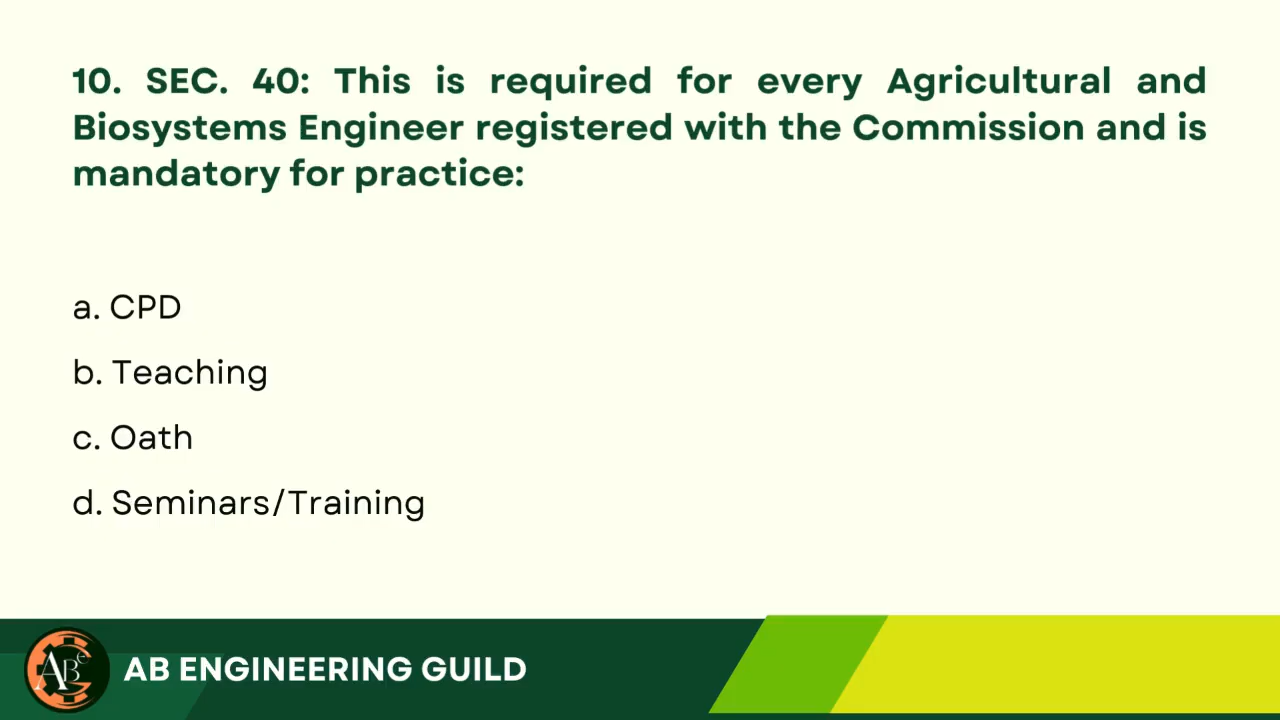 10. SEC. 40: This is required for every Agricultural and
Biosystems Engineer registered with the Commission and is
mandatory for practice:
a. CPD
b. Teaching
c. Oath
d. Seminars/Training
ABe
AB ENGINEERING GUILD